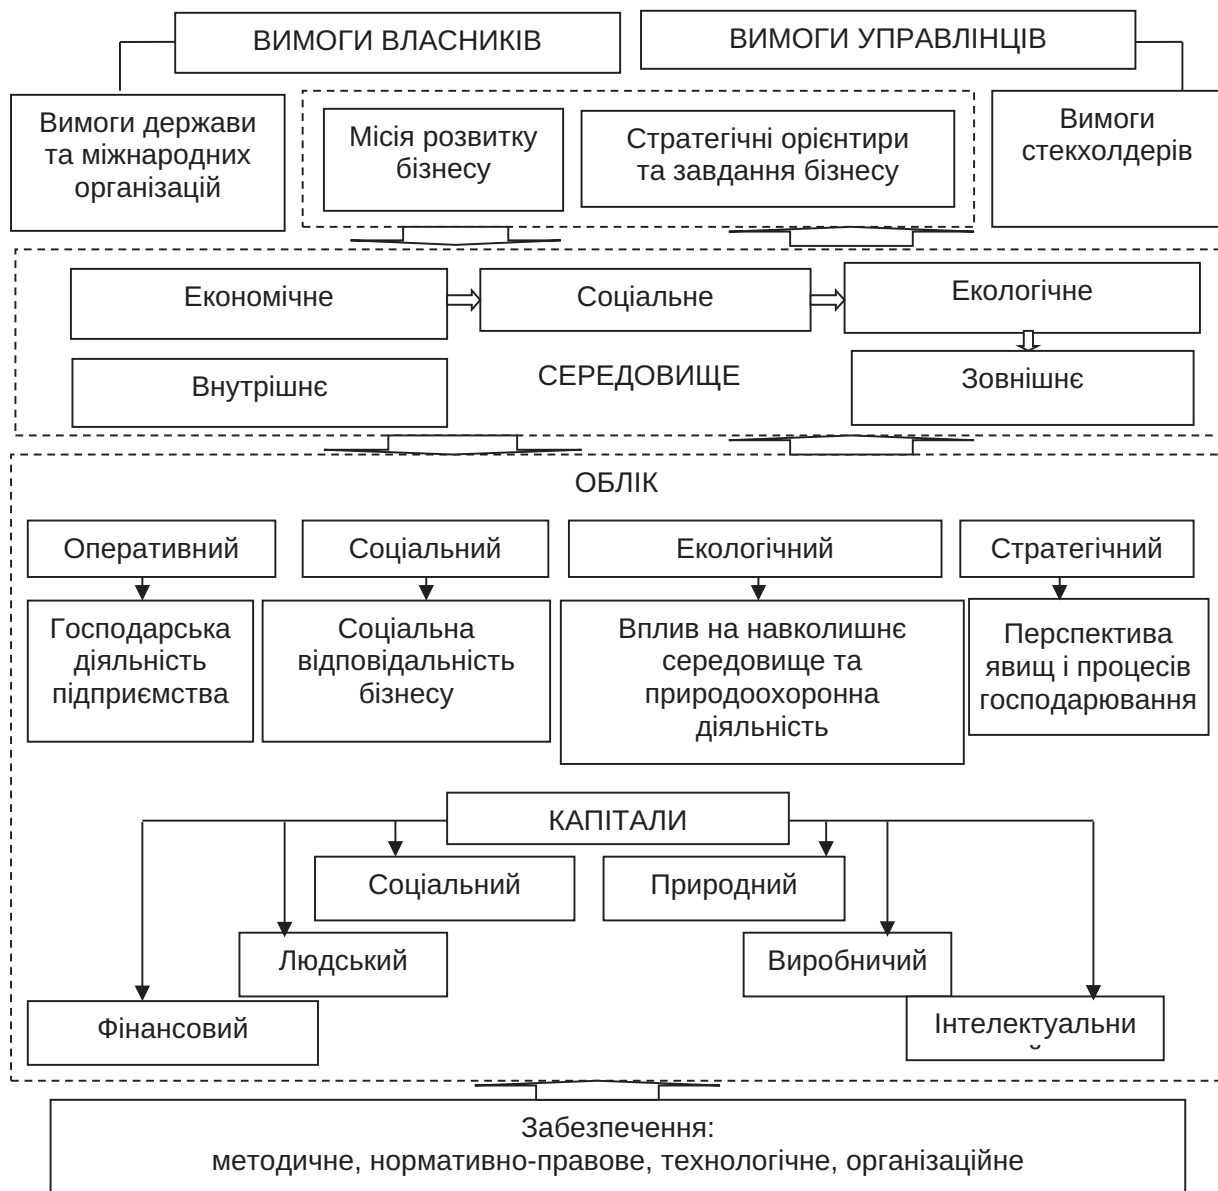 ВИМОГИ ВЛАСНИКІВ
ВИМОГИ УПРАВЛІНЦІВ
Вимоги держави
та міжнародних
організацій
Місія розвитку
бізнесу
Стратегічні орієнтири
та завдання бізнесу
Вимоги
стекхолдерів
Економічне
Соціальне
Екологічне
Внутрішнє
СЕРЕДОВИЩЕ
Зовнішнє
ОБЛІК
Оперативний
Соціальний
Екологічний
Стратегічний
Господарська
діяльність
підприємства
Соціальна
відповідальність
бізнесу
Вплив на навколишнє
середовище та
природоохоронна
діяльність
Перспектива
явищ і процесів
господарювання
КАПІТАЛИ
Соціальний
Природний
Людський
Виробничий
Фінансовий
Інтелектуальни
й
Забезпечення:
методичне, нормативно-правове, технологічне, організаційне